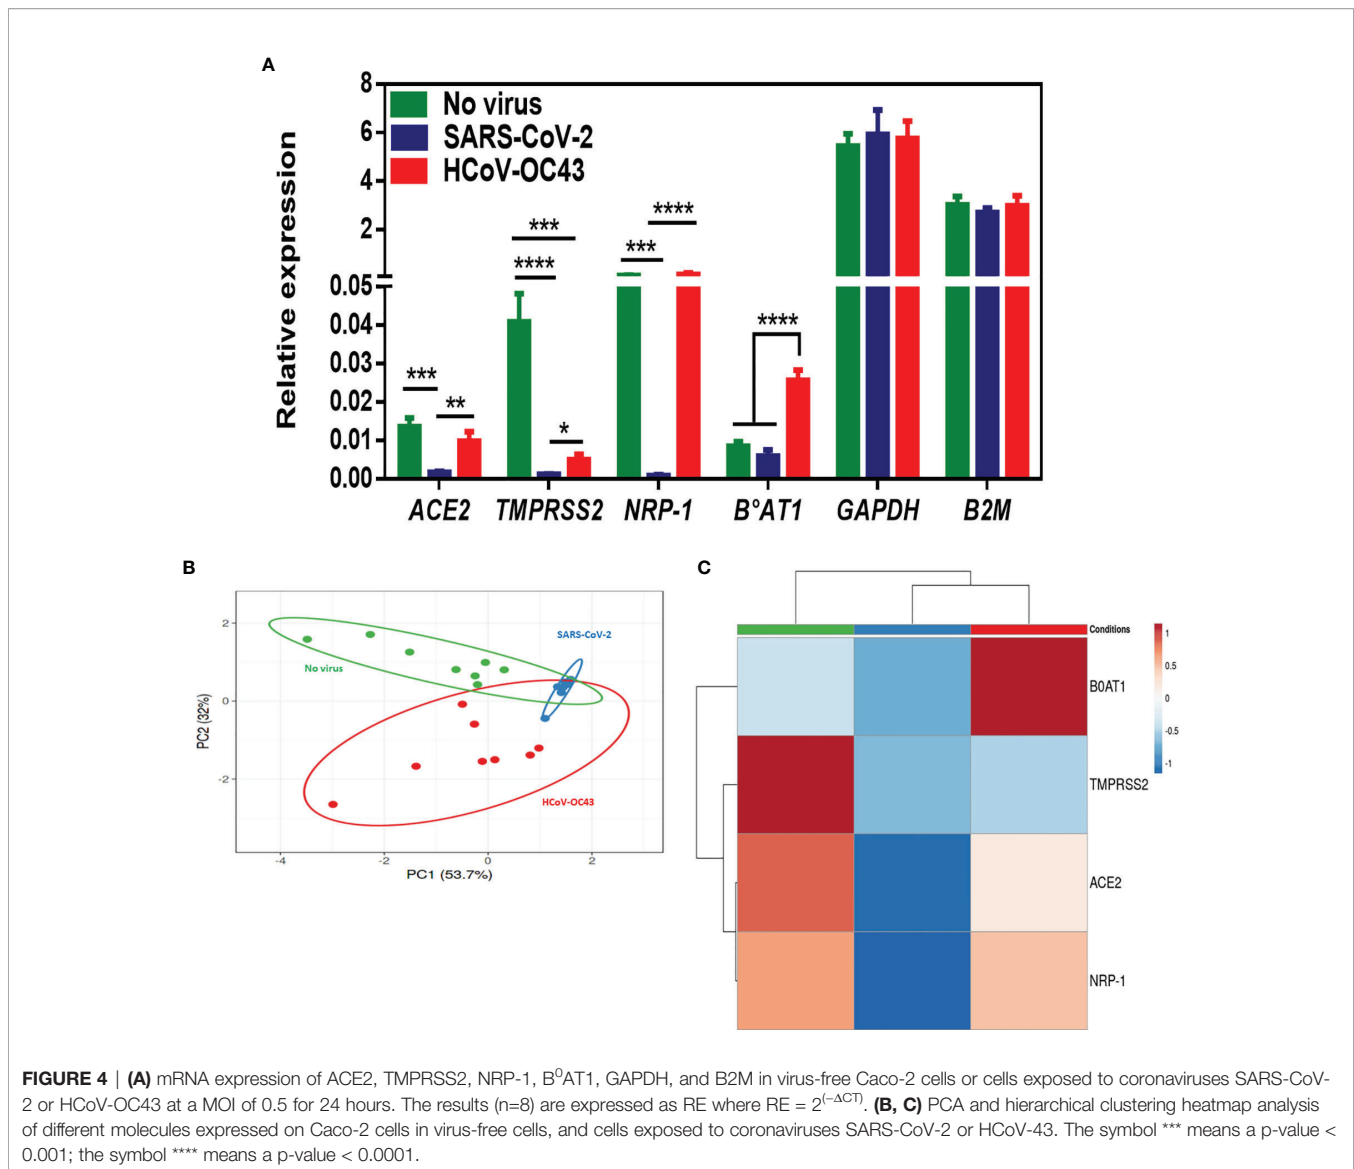 A
Relative expression
8
6
4
2
0.05
0.04
0.03
0.02
0.01
0.00
No virus
SARS-CoV-2
HCoV-OC43
***
**
***
****
*
***
****
****
ACE2 TMPRSS2 NRP-1 B°AT1 GAPDH B2M
B
PC2 (32%)
2
0
-2
No virus
SARS-CoV-2
HCoV-OC43
-4 -2 0 2
PC1 (53.7%)
C
Conditions
B0AT1
TMPRSS2
ACE2
NRP-1
1
0.5
0
-0.5
-1
FIGURE 4 | (A) mRNA expression of ACE2, TMPRSS2, NRP-1, B⁰AT1, GAPDH, and B2M in virus-free Caco-2 cells or cells exposed to coronaviruses SARS-CoV-
2 or HCoV-OC43 at a MOI of 0.5 for 24 hours. The results (n=8) are expressed as RE where RE = 2⁽⁻ΔCT⁾. (B, C) PCA and hierarchical clustering heatmap analysis
of different molecules expressed on Caco-2 cells in virus-free cells, and cells exposed to coronaviruses SARS-CoV-2 or HCoV-43. The symbol *** means a p-value <
0.001; the symbol **** means a p-value < 0.0001.